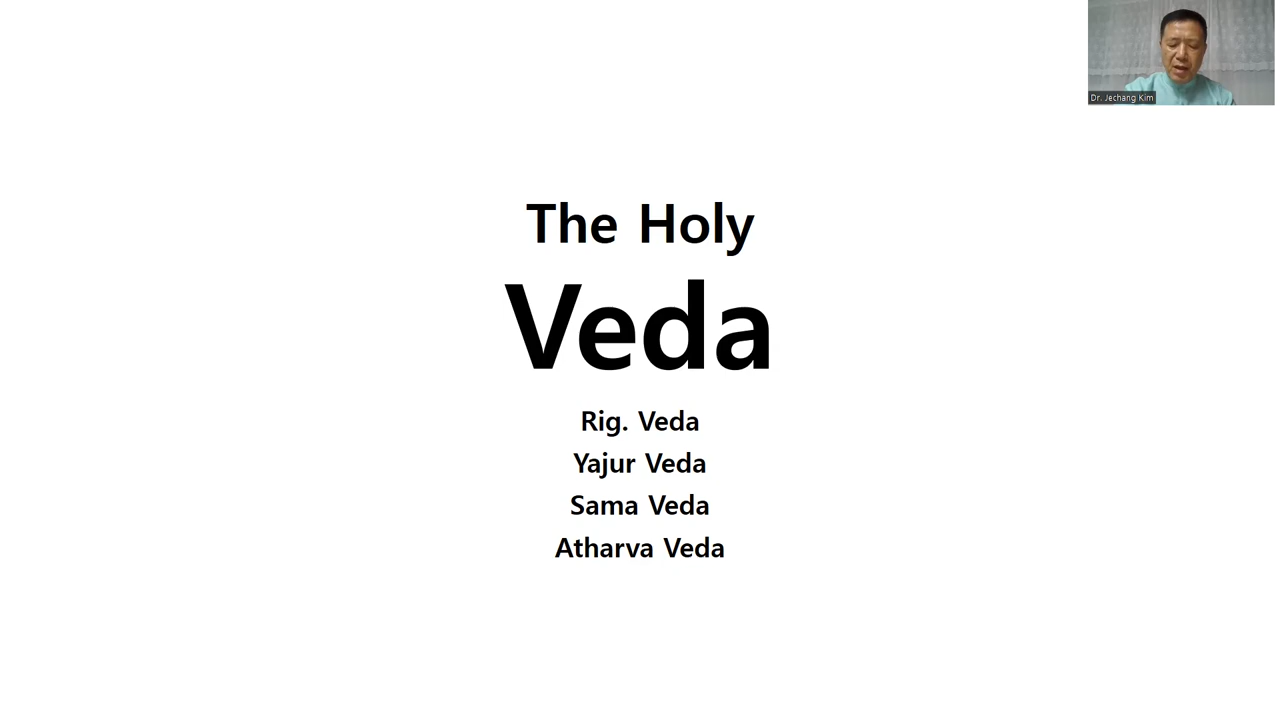 Dr. Jechang Kim
The Holy
Veda
Rig. Veda
Yajur Veda
Sama Veda
Atharva Veda